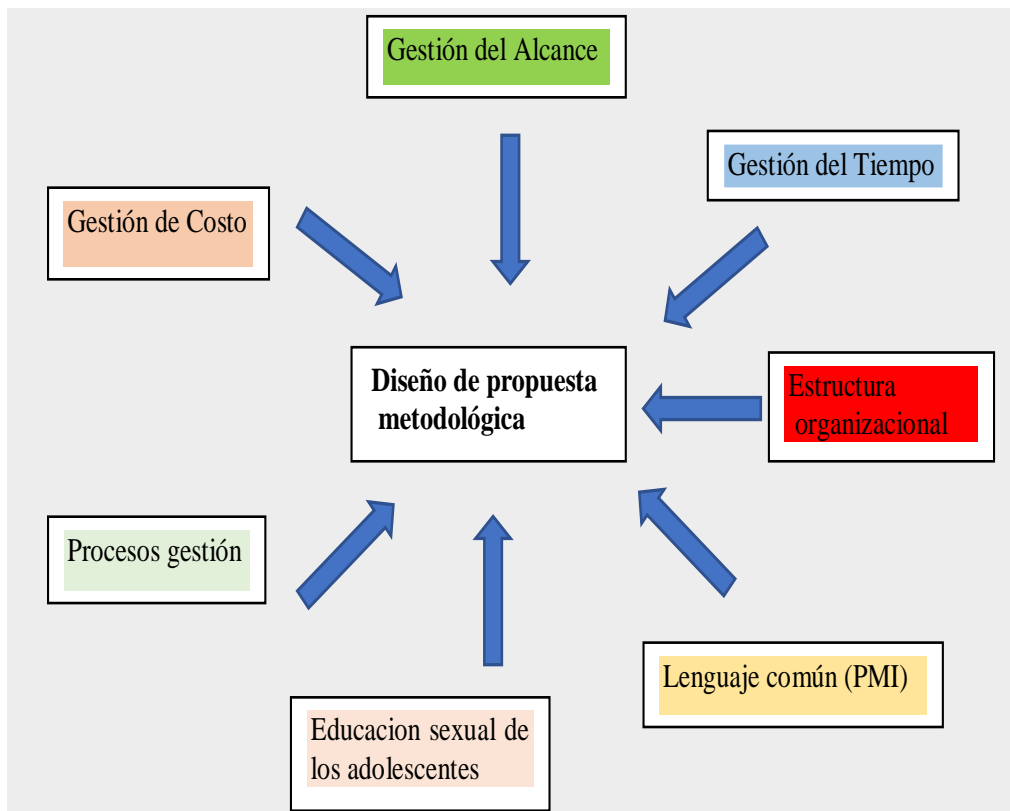 Gestión del Alcance
Gestión del Tiempo
Gestión de Costo
Diseño de propuesta
metodológica
Estructura
organizacional
Procesos gestión
Lenguaje común (PMI)
Educacion sexual de
los adolescentes